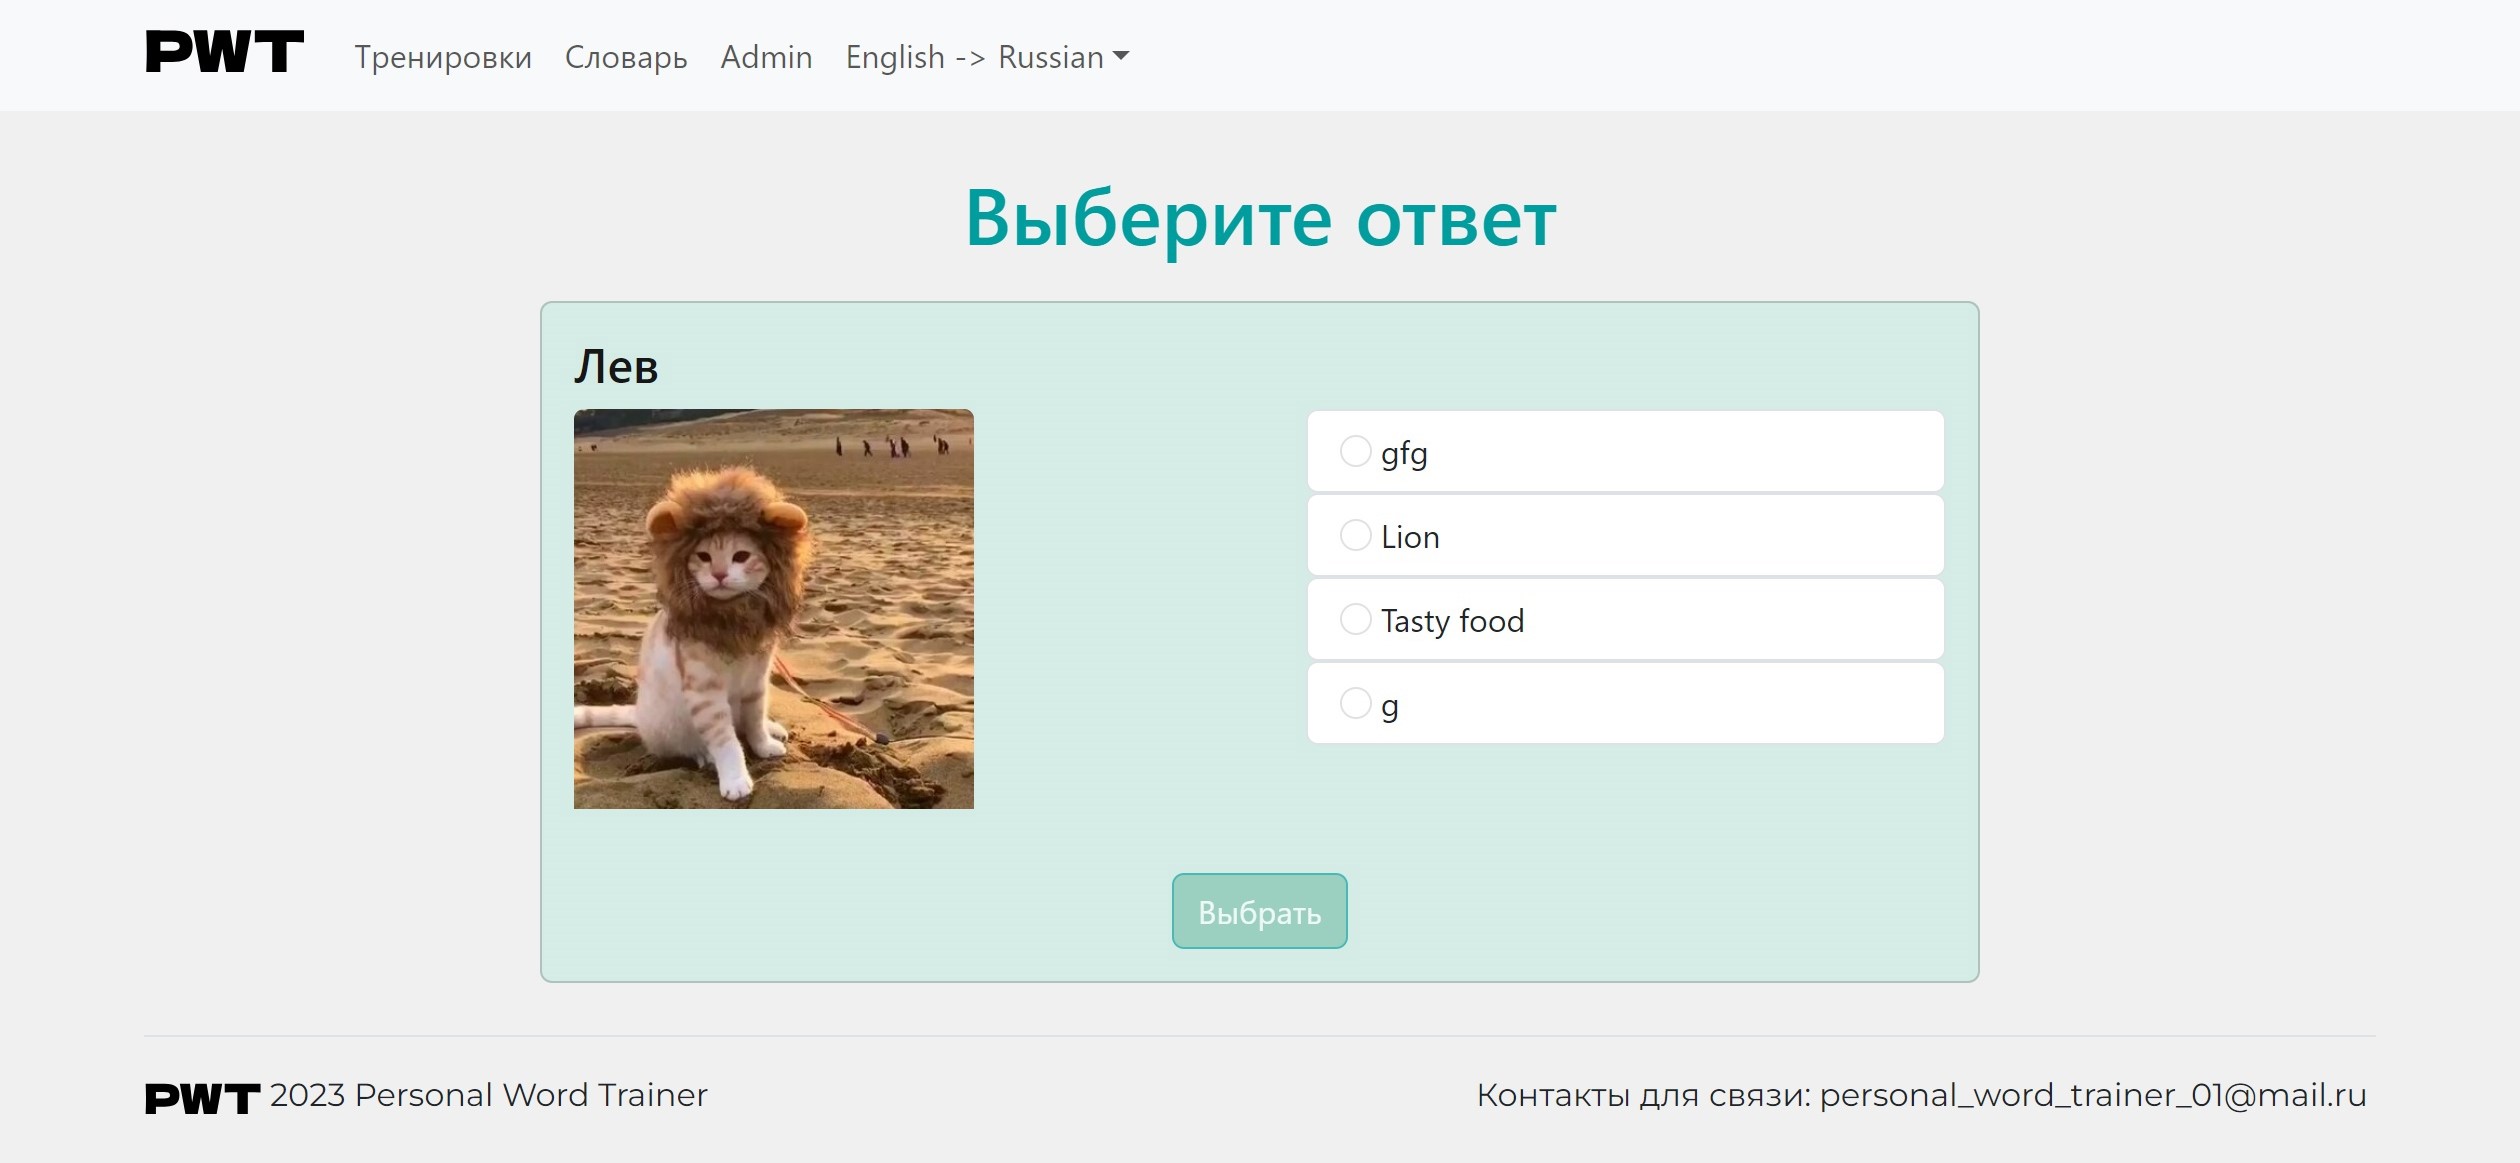 PWT Тренировки Словарь Admin English -> Russian
Выберите ответ
Лев
gfg
Lion
Tasty food
g
Выбрать
PWT 2023 Personal Word Trainer
Контакты для связи: personal_word_trainer_01@mail.ru